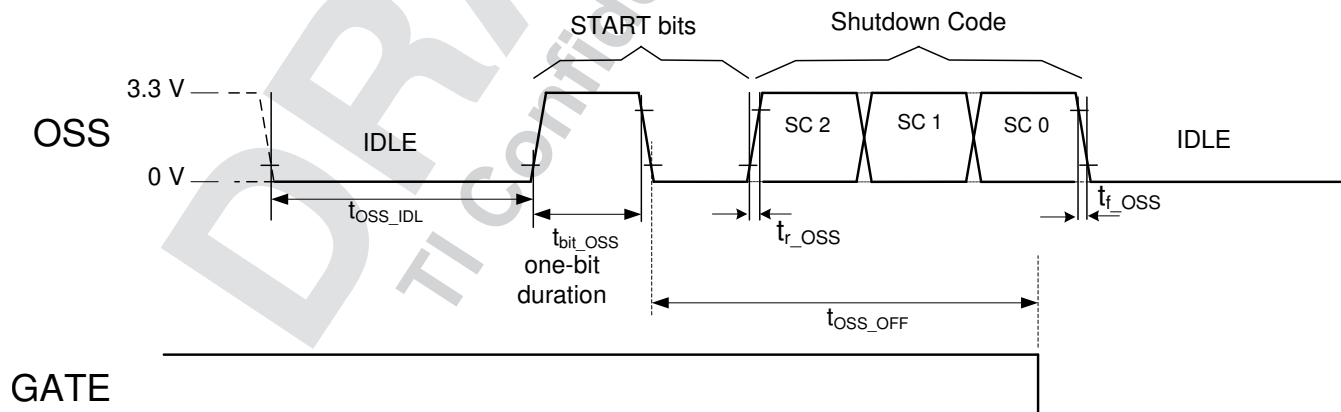 START bits
Shutdown Code
3.3 V
OSS
IDLE
SC 2
SC 1
SC 0
IDLE
0 V
tOSS_IDL
tbit_OSS
one-bit
duration
tr_OSS
tf_OSS
tOSS_OFF
GATE